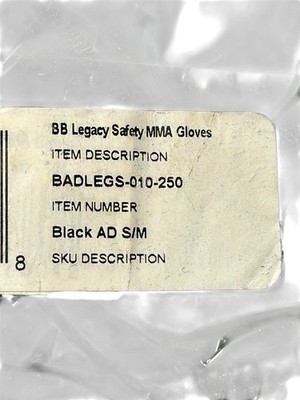 BB Legacy Safety MMA Gloves
ITEM DESCRIPTION
BADLEGS-010-250
ITEM NUMBER
Black AD S/M
SKU DESCRIPTION
8